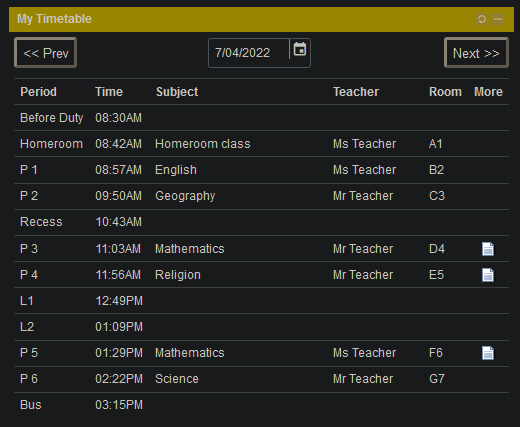 My Timetable
<< Prev 7/04/2022 Next >>
Period Time Subject Teacher Room More
Before Duty 08:30AM
Homeroom 08:42AM Homeroom class Ms Teacher A1
P 1 08:57AM English Ms Teacher B2
P 2 09:50AM Geography Mr Teacher C3
Recess 10:43AM
P 3 11:03AM Mathematics Mr Teacher D4
P 4 11:56AM Religion Mr Teacher E5
L1 12:49PM
L2 01:09PM
P 5 01:29PM Mathematics Ms Teacher F6
P 6 02:22PM Science Mr Teacher G7
Bus 03:15PM